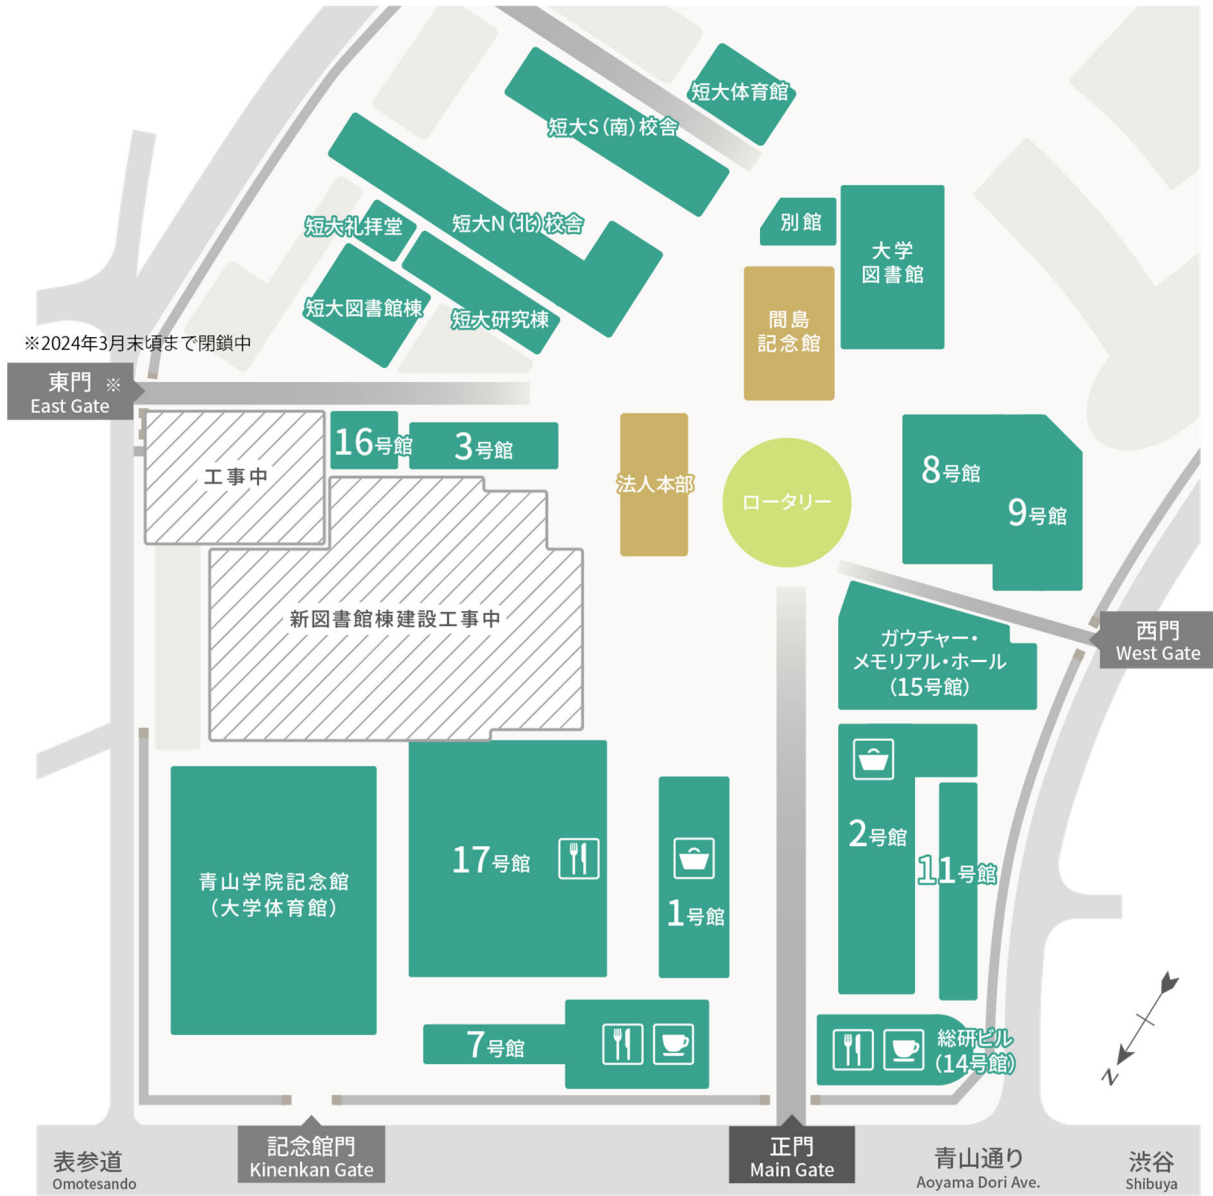 短大体育館
短大S(南)校舎
短大N(北)校舎
短大礼拝堂
別館
大学
図書館
短大図書館棟
短大研究棟
間島
記念館
※2024年3月末頃まで閉鎖中
東門 ※
East Gate
16号館
3号館
工事中
法人本部
ロータリー
8号館
9号館
新図書館棟建設工事中
ガウチャー・
メモリアル・ホール
(15号館)
西門
West Gate
17号館
2号館
11号館
青山学院記念館
(大学体育館)
1号館
7号館
総研ビル
(14号館)
N
記念館門
Kinenkan Gate
正門
Main Gate
表参道
Omotesando
青山通り
Aoyama Dori Ave.
渋谷
Shibuya